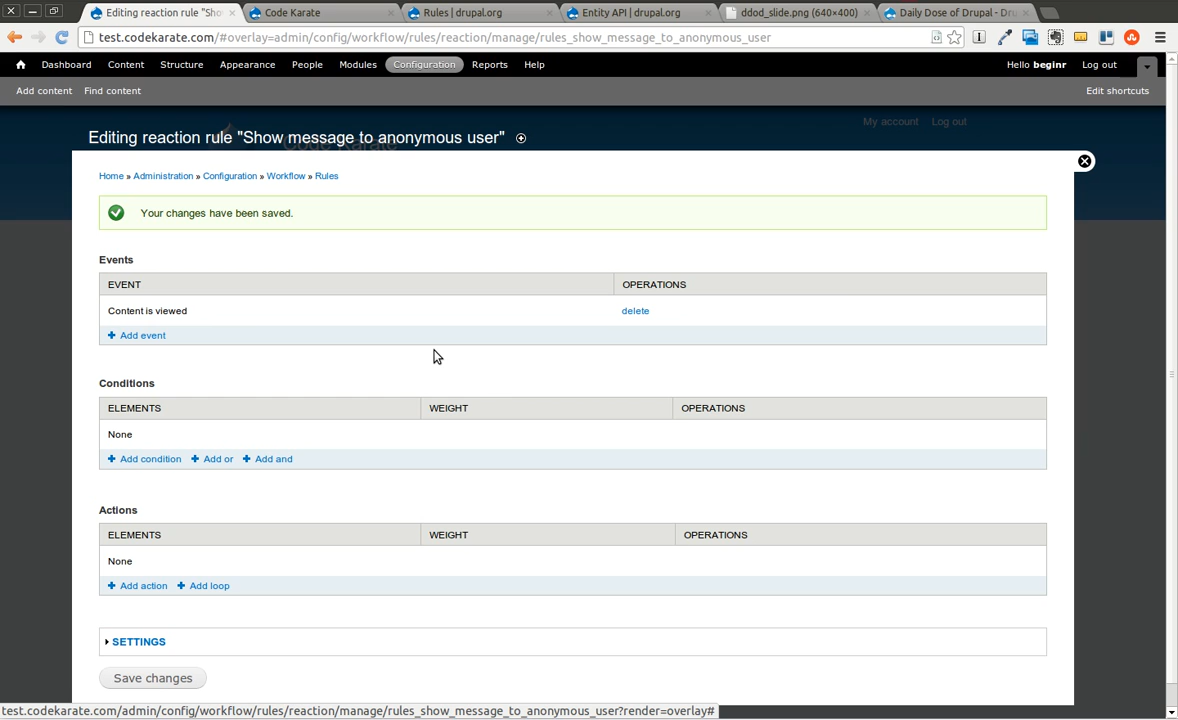 Editing reaction rule "Sho
Code Karate
Rules | drupal.org
Entity API | drupal.org
ddod_slide.png (640×400)
Daily Dose of Drupal - Dru
test.codekarate.com/#overlay=admin/config/workflow/rules/reaction/manage/rules_show_message_to_anonymous_user
Dashboard Content Structure Appearance People Modules Configuration Reports Help Hello beginr Log out
Add content Find content Edit shortcuts
My account Log out
Editing reaction rule "Show message to anonymous user"
Code Karate
Home » Administration » Configuration » Workflow » Rules
Your changes have been saved.
Events
EVENT OPERATIONS
Content is viewed delete
Add event
Conditions
ELEMENTS WEIGHT OPERATIONS
None
Add condition Add or Add and
Actions
ELEMENTS WEIGHT OPERATIONS
None
Add action Add loop
SETTINGS
Save changes
test.codekarate.com/admin/config/workflow/rules/reaction/manage/rules_show_message_to_anonymous_user?render=overlay#